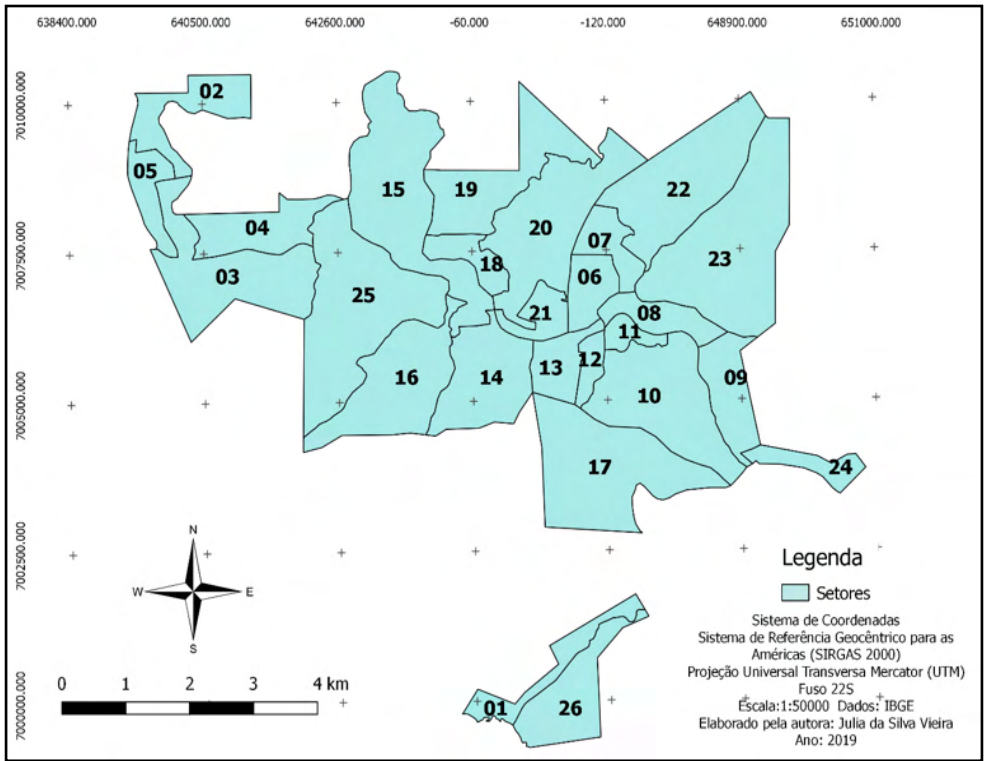 638400.000 640500.000 642600.000 -60.000 -120.000 648900.000 651000.000
7010000.000
7007500.000
7005000.000
7002500.000
7000000.000
02
05
15
19
22
20
04
07
18
23
03
06
25
21
08
11
13
12
16
14
09
10
17
24
N
W E
S
0 1 2 3 4 km
01
26
Legenda
Setores
Sistema de Coordenadas
Sistema de Referência Geocêntrico para as
Américas (SIRGAS 2000)
Projeção Universal Transversa Mercator (UTM)
Fuso 22S
Escala:1:50000 Dados: IBGE
Elaborado pela autora: Julia da Silva Vieira
Ano: 2019